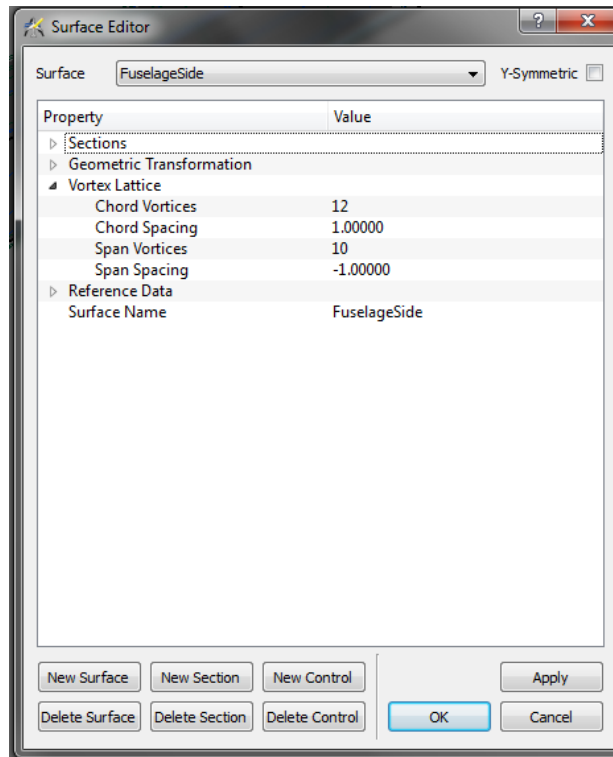 Surface Editor
?
X
Surface FuselageSide Y-Symmetric
Property Value
Sections
Geometric Transformation
Vortex Lattice
Chord Vortices 12
Chord Spacing 1.00000
Span Vortices 10
Span Spacing -1.00000
Reference Data
Surface Name FuselageSide
New Surface New Section New Control Apply
Delete Surface Delete Section Delete Control OK Cancel